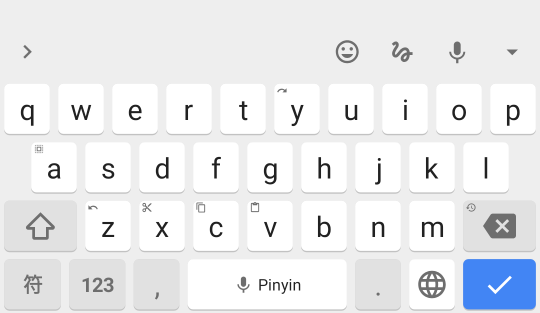 q w e r t y u i o p
a s d f g h j k l
z x c v b n m
符 123 , Pinyin .